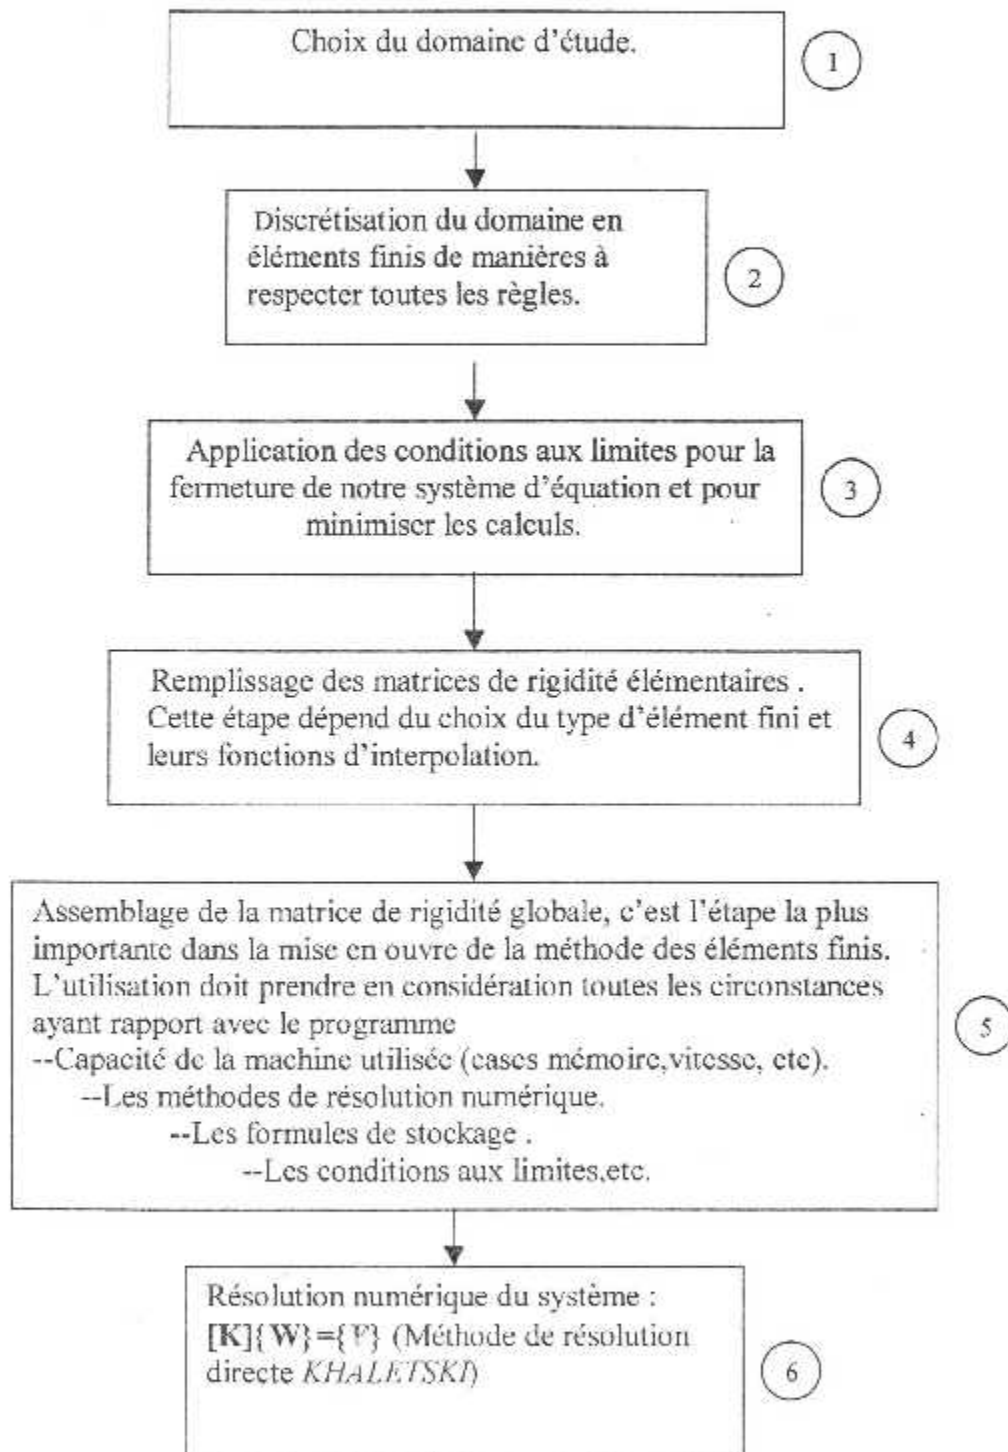 Choix du domaine d'étude.
1
Discrétisation du domaine en
éléments finis de manières à
respecter toutes les règles.
2
Application des conditions aux limites pour la
fermeture de notre système d'équation et pour
minimiser les calculs.
3
Remplissage des matrices de rigidité élémentaires .
Cette étape dépend du choix du type d'élément fini et
leurs fonctions d'interpolation.
4
Assemblage de la matrice de rigidité globale, c'est l'étape la plus
importante dans la mise en ouvre de la méthode des éléments finis.
L'utilisation doit prendre en considération toutes les circonstances
ayant rapport avec le programme
--Capacité de la machine utilisée (cases mémoire,vitesse, etc).
--Les méthodes de résolution numérique.
--Les formules de stockage .
--Les conditions aux limites,etc.
5
Résolution numérique du système :
[K]{W}={F} (Méthode de résolution
directe KHALETSKI)
6